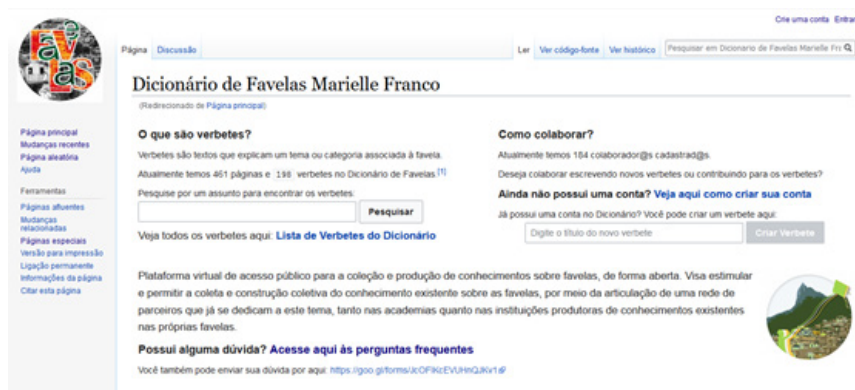 Crie uma conta Entrar
Favelas
Página Discussão
Ler Ver código-fonte Ver histórico Pesquisar em Dicionario de Favelas Marielle Fr
Dicionário de Favelas Marielle Franco
(Redirecionado de Página principal)
Página principal
Mudanças recentes
Página aleatória
Ajuda
Ferramentas
Páginas afluentes
Mudanças
relacionadas
Páginas especiais
Versão para impressão
Ligação permanente
Informações da página
Citar esta página
O que são verbetes?
Verbetes são textos que explicam um tema ou categoria associada à favela.
Atualmente temos 461 páginas e 198 verbetes no Dicionário de Favelas.[1]
Pesquise por um assunto para encontrar os verbetes:
Pesquisar
Veja todos os verbetes aqui: Lista de Verbetes do Dicionário
Como colaborar?
Atualmente temos 184 colaborador@s cadastrad@s.
Deseja colaborar escrevendo novos verbetes ou contribuindo para os verbetes?
Ainda não possui uma conta? Veja aqui como criar sua conta
Já possui uma conta no Dicionário? Você pode criar um verbete aqui:
Digite o título do novo verbete Criar Verbete
Plataforma virtual de acesso público para a coleção e produção de conhecimentos sobre favelas, de forma aberta. Visa estimular
e permitir a coleta e construção coletiva do conhecimento existente sobre as favelas, por meio da articulação de uma rede de
parceiros que já se dedicam a este tema, tanto nas academias quanto nas instituições produtoras de conhecimentos existentes
nas próprias favelas.
Possui alguma dúvida? Acesse aqui às perguntas frequentes
Você também pode enviar sua dúvida por aqui: